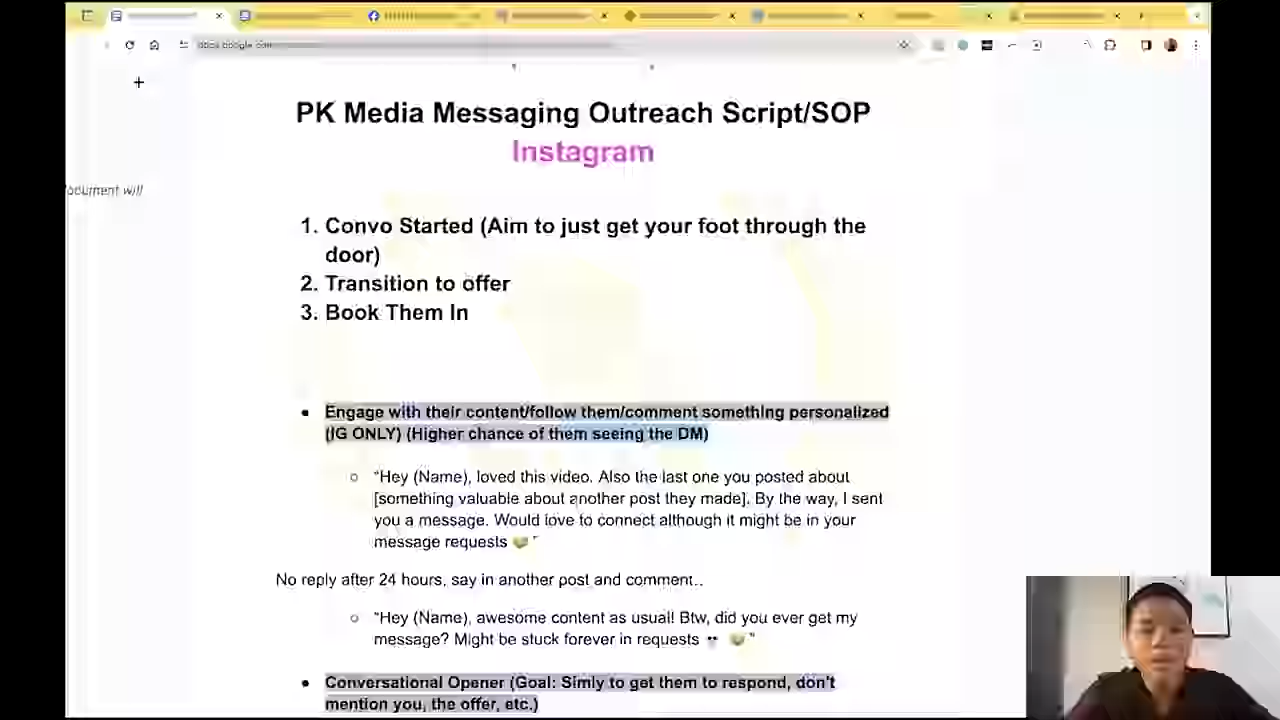 docs.google.com
PK Media Messaging Outreach Script/SOP
Instagram
document will
1. Convo Started (Aim to just get your foot through the
door)
2. Transition to offer
3. Book Them In
• Engage with their content/follow them/comment something personalized
(IG ONLY) (Higher chance of them seeing the DM)
○ “Hey (Name), loved this video. Also the last one you posted about
[something valuable about another post they made]. By the way, I sent
you a message. Would love to connect although it might be in your
message requests 🤝”
No reply after 24 hours, say in another post and comment..
○ “Hey (Name), awesome content as usual! Btw, did you ever get my
message? Might be stuck forever in requests 💀 🤝”
• Conversational Opener (Goal: Simly to get them to respond, don't
mention you, the offer, etc.)